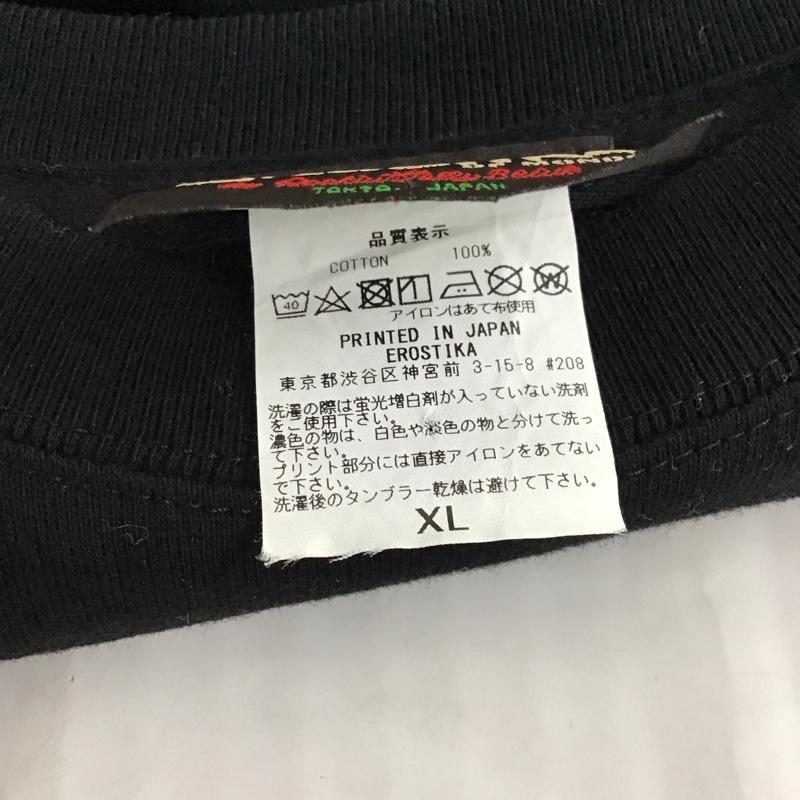 TOKYO. JAPAN
品質表示
COTTON 100%
40
W
アイロンはあて布使用
PRINTED IN JAPAN
EROSTIKA
東京都渋谷区神宮前 3-15-8 #208
洗濯の際は蛍光増白剤が入っていない洗剤
をご使用下さい。
濃色の物は、白色や淡色の物と分けて洗っ
て下さい。
プリント部分には直接アイロンをあてない
で下さい。
洗濯後のタンブラー乾燥は避けて下さい。
XL